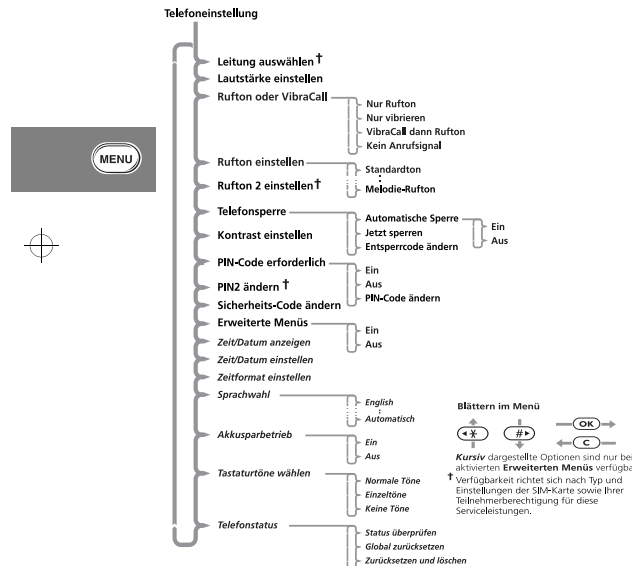 Telefoneinstellung
Leitung auswählen †
Lautstärke einstellen
Rufton oder VibraCall
Nur Rufton
Nur vibrieren
VibraCall dann Rufton
Kein Anrufsignal
MENU
Rufton einstellen
Standardton
Rufton 2 einstellen †
Melodie-Rufton
Telefonsperre
Automatische Sperre
Ein
Jetzt sperren
Aus
Kontrast einstellen
Entsperrcode ändern
PIN-Code erforderlich
Ein
Aus
PIN2 ändern †
PIN-Code ändern
Sicherheits-Code ändern
Erweiterte Menüs
Ein
Zeit/Datum anzeigen
Aus
Zeit/Datum einstellen
Zeitformat einstellen
Sprachwahl
English
Automatisch
Akkusparbetrieb
Ein
Aus
Tastaturtöne wählen
Normale Töne
Einzeltöne
Keine Töne
Telefonstatus
Status überprüfen
Global zurücksetzen
Zurücksetzen und löschen
Blättern im Menü
* # OK
C
Kursiv dargestellte Optionen sind nur bei
aktivierten Erweiterten Menüs verfügba
† Verfügbarkeit richtet sich nach Typ und
Einstellungen der SIM-Karte sowie Ihrer
Teilnehmerberechtigung für diese
Serviceleistungen.